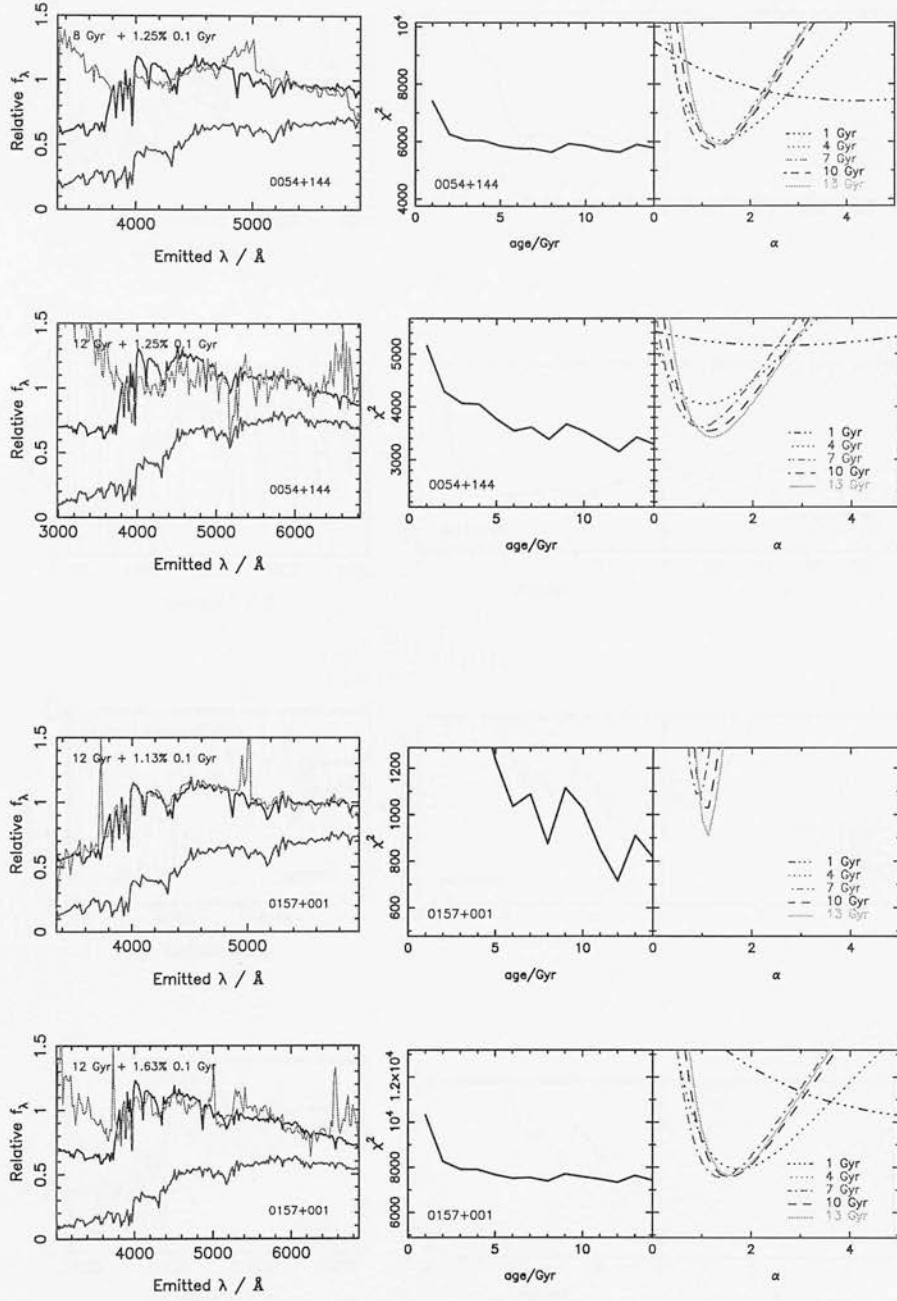 1.5
8 Gyr + 1.25% 0.1 Gyr
1
Relative fλ
0.5
0054+144
0
4000 5000
Emitted λ / Å
10⁴
8000
χ²
6000
4000
0054+144
0 5 10 0
age/Gyr
1 Gyr
4 Gyr
7 Gyr
10 Gyr
13 Gyr
2 4
α
1.5
12 Gyr + 1.25% 0.1 Gyr
1
Relative fλ
0.5
0054+144
0
3000 4000 5000 6000
Emitted λ / Å
5000
χ²
4000
3000
0054+144
0 5 10 0
age/Gyr
1 Gyr
4 Gyr
7 Gyr
10 Gyr
13 Gyr
2 4
α
1.5
12 Gyr + 1.13% 0.1 Gyr
1
Relative fλ
0.5
0157+001
0
4000 5000
Emitted λ / Å
1200
1000
χ²
800
600
0157+001
0 5 10 0
age/Gyr
1 Gyr
4 Gyr
7 Gyr
10 Gyr
13 Gyr
2 4
α
1.5
12 Gyr + 1.63% 0.1 Gyr
1
Relative fλ
0.5
0157+001
0
4000 5000 6000
Emitted λ / Å
1.2×10⁴
10⁴
χ²
8000
6000
0157+001
0 5 10 0
age/Gyr
1 Gyr
4 Gyr
7 Gyr
10 Gyr
13 Gyr
2 4
α